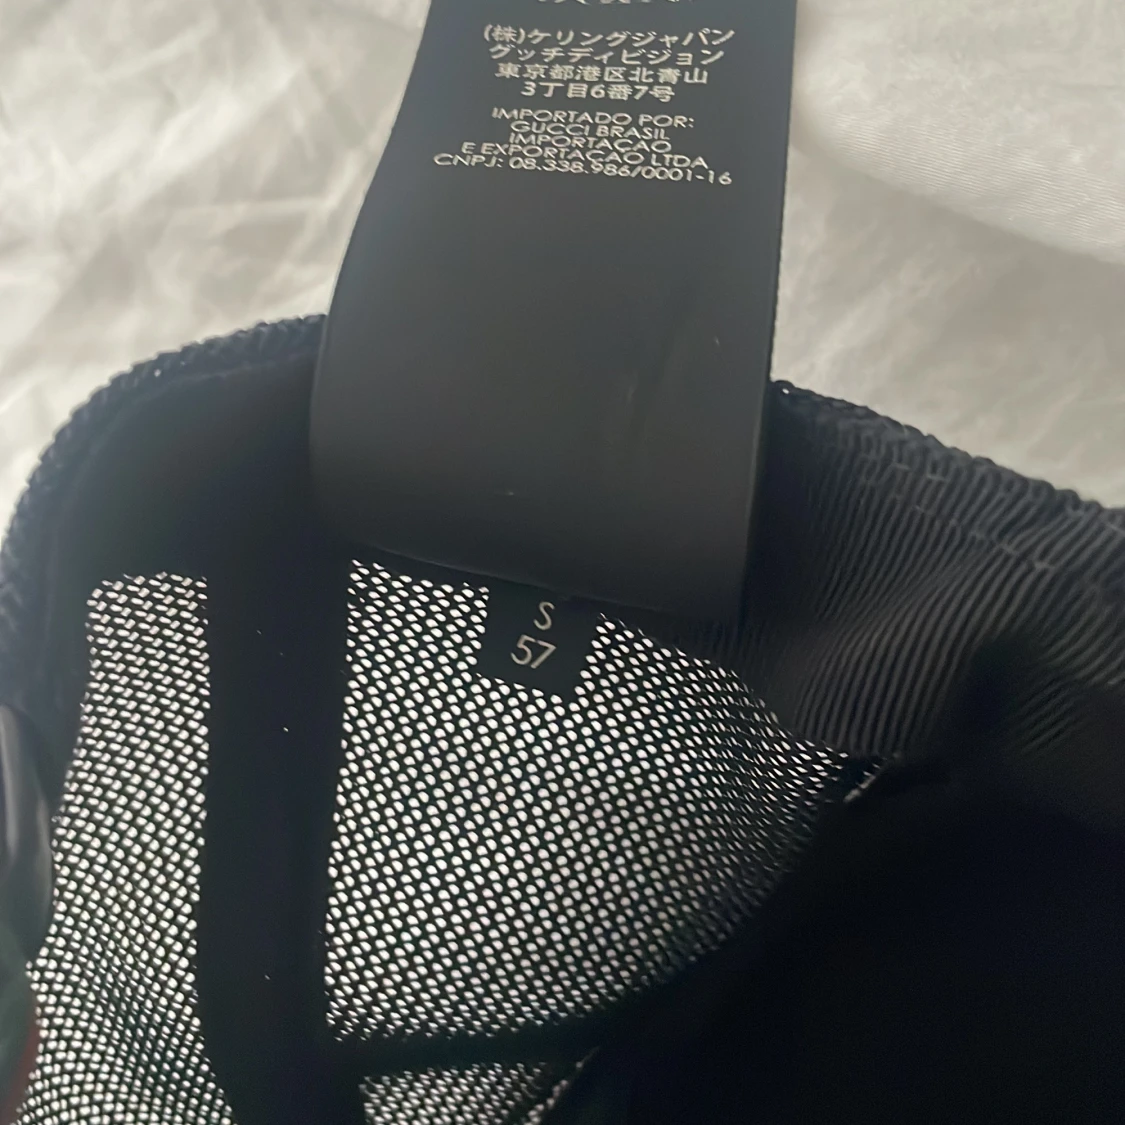 (株)ケリングジャパン
グッチディビジョン
東京都港区北青山
3丁目6番7号
IMPORTADO POR:
GUCCI BRASIL
IMPORTAÇAO
E EXPORTAÇAO LTDA
CNPJ: 08.338.986/0001-16
S
57